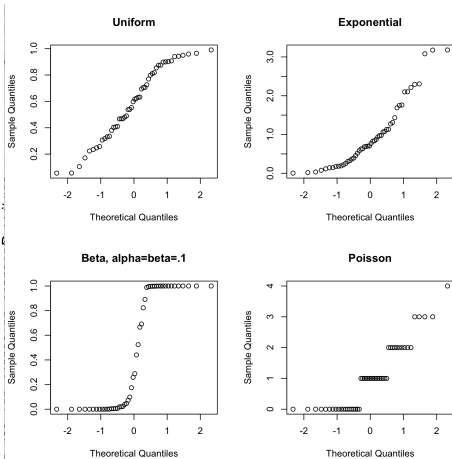 Uniform
Sample Quantiles
0.2 0.4 0.6 0.8 1.0
-2 -1 0 1 2
Theoretical Quantiles
Exponential
Sample Quantiles
0.0 1.0 2.0 3.0
-2 -1 0 1 2
Theoretical Quantiles
Beta, alpha=beta=.1
Sample Quantiles
0.0 0.2 0.4 0.6 0.8 1.0
-2 -1 0 1 2
Theoretical Quantiles
Poisson
Sample Quantiles
0 1 2 3 4
-2 -1 0 1 2
Theoretical Quantiles